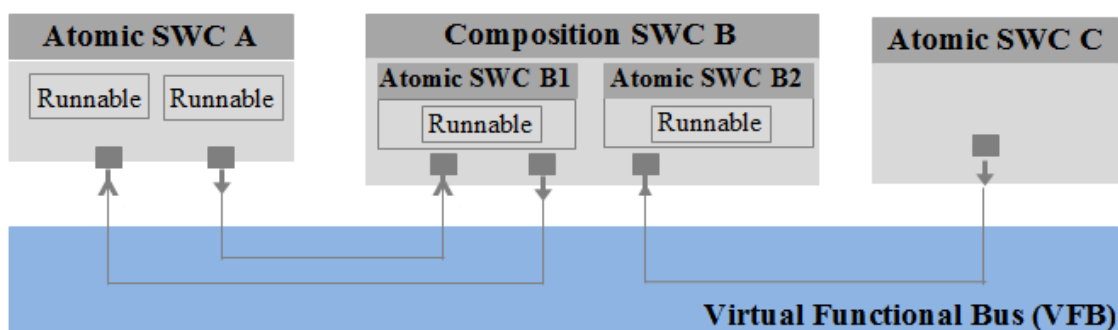 Atomic SWC A
Composition SWC B
Atomic SWC C
Atomic SWC B1
Atomic SWC B2
Runnable
Runnable
Runnable
Runnable
Virtual Functional Bus (VFB)